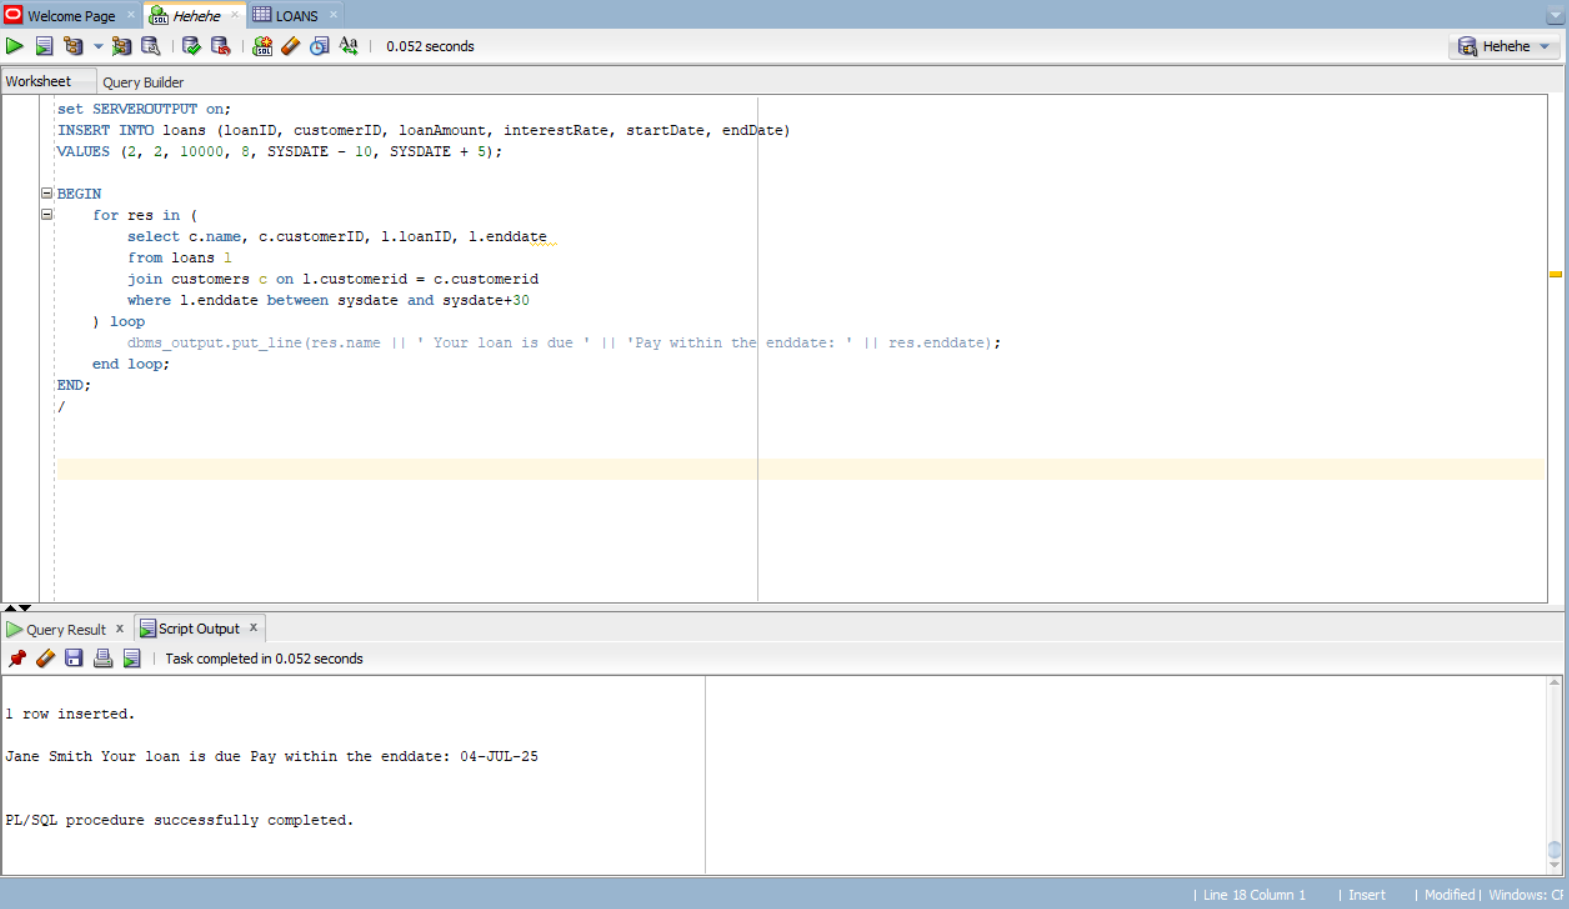 Welcome Page
Hehehe
LOANS
0.052 seconds
Hehehe
Worksheet
Query Builder
set SERVEROUTPUT on;
INSERT INTO loans (loanID, customerID, loanAmount, interestRate, startDate, endDate)
VALUES (2, 2, 10000, 8, SYSDATE - 10, SYSDATE + 5);
BEGIN
for res in (
select c.name, c.customerID, l.loanID, l.enddate
from loans l
join customers c on l.customerid = c.customerid
where l.enddate between sysdate and sysdate+30
) loop
dbms_output.put_line(res.name || ' Your loan is due ' || 'Pay within the enddate: ' || res.enddate);
end loop;
END;
/
Query Result x
Script Output x
Task completed in 0.052 seconds
1 row inserted.
Jane Smith Your loan is due Pay within the enddate: 04-JUL-25
PL/SQL procedure successfully completed.
| Line 18 Column 1 | Insert | Modified | Windows: